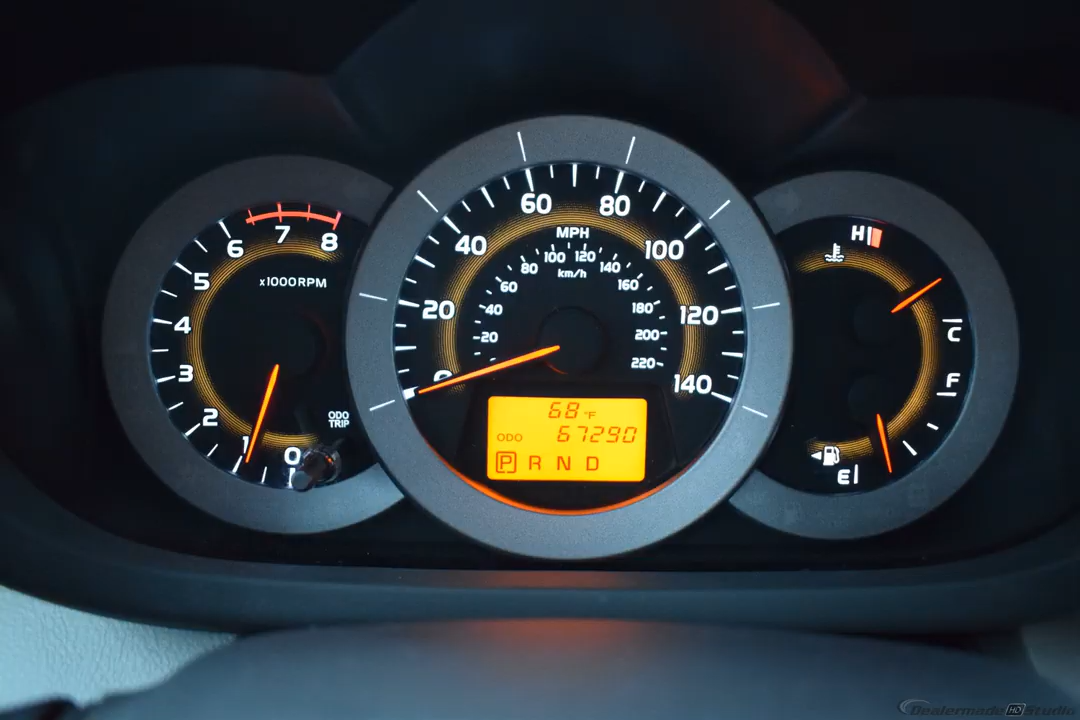 0 1 2 3 4 5 6 7 8
x1000RPM
ODO
TRIP
0 20 40 60 80 100 120 140
MPH
20 40 60 80 100 120 140 160 180 200 220
km/h
68°F
ODO 67290
P R N D
H
C
F
E
Dealermade HD Studio